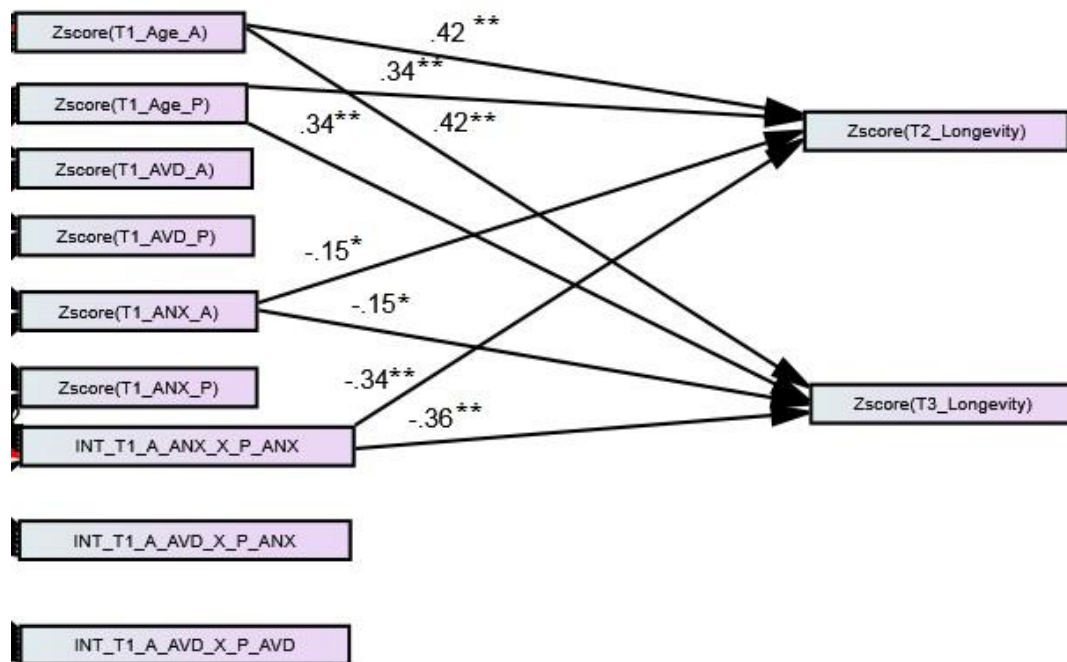 Zscore(T1_Age_A)
.42 **
.34**
Zscore(T1_Age_P)
.34**
.42**
Zscore(T2_Longevity)
Zscore(T1_AVD_A)
Zscore(T1_AVD_P)
-.15*
Zscore(T1_ANX_A)
-.15*
Zscore(T1_ANX_P)
-.34**
Zscore(T3_Longevity)
-.36**
INT_T1_A_ANX_X_P_ANX
INT_T1_A_AVD_X_P_ANX
INT_T1_A_AVD_X_P_AVD